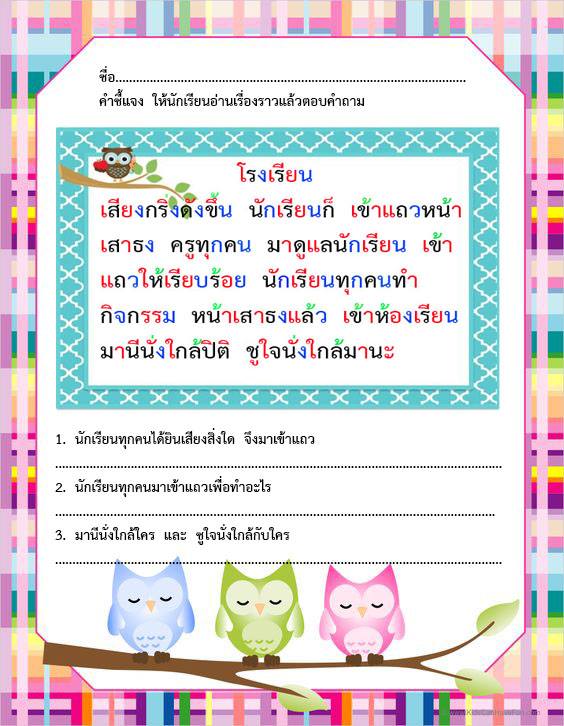 ชื่อ........................................................................................
คำชี้แจง ให้นักเรียนอ่านเรื่องราวแล้วตอบคำถาม
โรงเรียน
เสียงกริ่งดังขึ้น นักเรียนก็ เข้าแถวหน้า
เสาธง ครูทุกคน มาดูแลนักเรียน เข้า
แถวให้เรียบร้อย นักเรียนทุกคนทำ
กิจกรรม หน้าเสาธงแล้ว เข้าห้องเรียน
มานีนั่งใกล้ปิติ ชูใจนั่งใกล้มานะ
1. นักเรียนทุกคนได้ยินเสียงสิ่งใด จึงมาเข้าแถว
................................................................................................................
2. นักเรียนทุกคนมาเข้าแถวเพื่อทำอะไร
..............................................................................................................
3. มานีนั่งใกล้ใคร และ ชูใจนั่งใกล้กับใคร
................................................................................................................